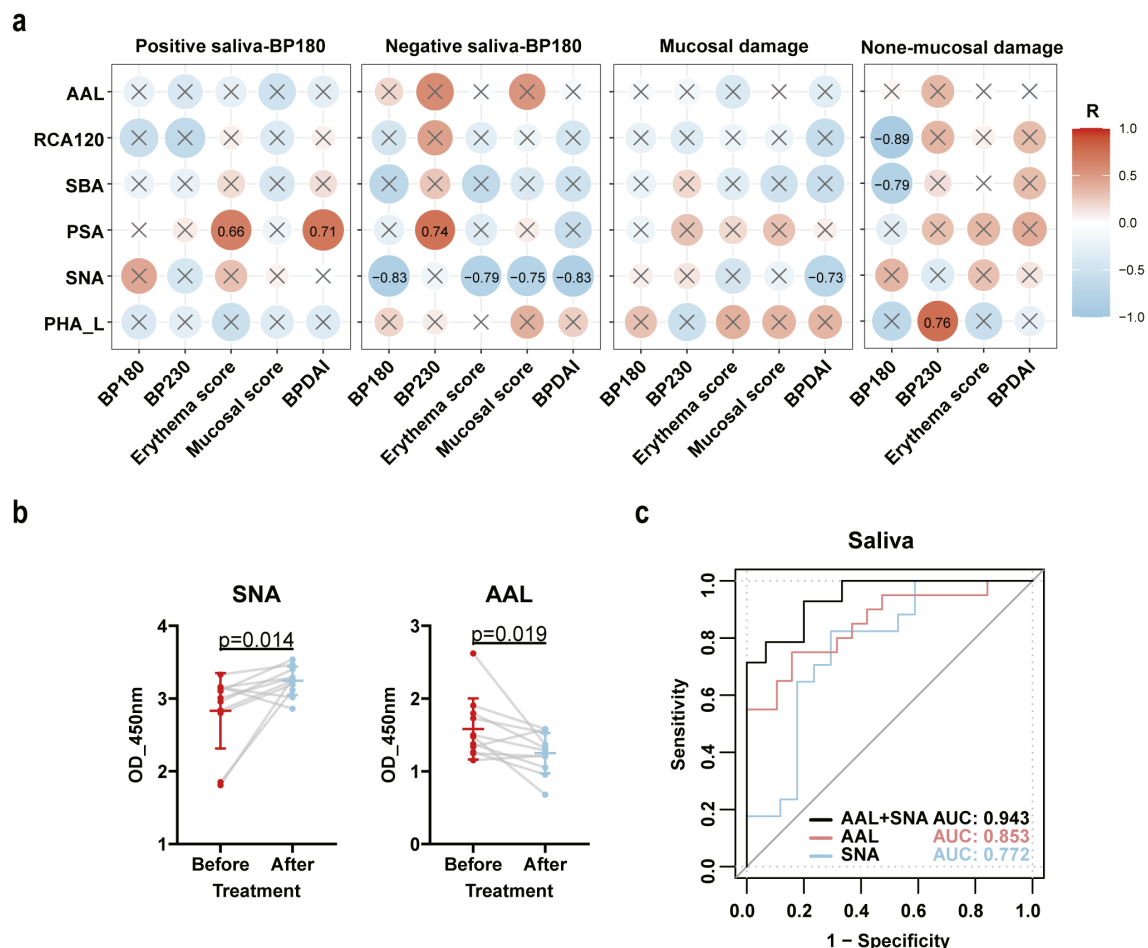 a
Positive saliva-BP180 Negative saliva-BP180 Mucosal damage None-mucosal damage
AAL
RCA120 −0.89
SBA −0.79
PSA 0.66 0.71 0.74
SNA −0.83 −0.79 −0.75 −0.83 −0.73
PHA_L 0.76
BP180 BP230 Erythema score Mucosal score BPDAI BP180 BP230 Erythema score Mucosal score BPDAI BP180 BP230 Erythema score Mucosal score BPDAI BP180 BP230 Erythema score BPDAI
R
1.0
0.5
0.0
−0.5
−1.0
b
SNA
p=0.014
OD_450nm
4
3
2
1
Before After
Treatment
AAL
p=0.019
OD_450nm
3
2
1
0
Before After
Treatment
c
Saliva
Sensitivity
1.0
0.8
0.6
0.4
0.2
0.0
AAL+SNA AUC: 0.943
AAL AUC: 0.853
SNA AUC: 0.772
0.0 0.2 0.4 0.6 0.8 1.0
1 − Specificity